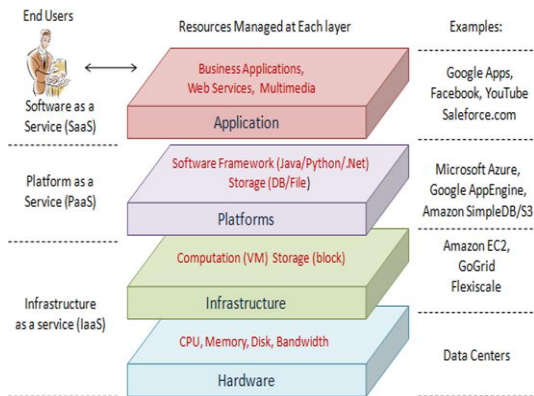 End Users
Resources Managed at Each layer
Examples:
Business Applications,
Web Services, Multimedia
Application
Software as a
Service (SaaS)
Google Apps,
Facebook, YouTube
Saleforce.com
Software Framework (Java/Python/.Net)
Storage (DB/File)
Platforms
Platform as a
Service (PaaS)
Microsoft Azure,
Google AppEngine,
Amazon SimpleDB/S3
Computation (VM) Storage (block)
Infrastructure
Amazon EC2,
GoGrid
Flexiscale
Infrastructure
as a service (IaaS)
CPU, Memory, Disk, Bandwidth
Hardware
Data Centers